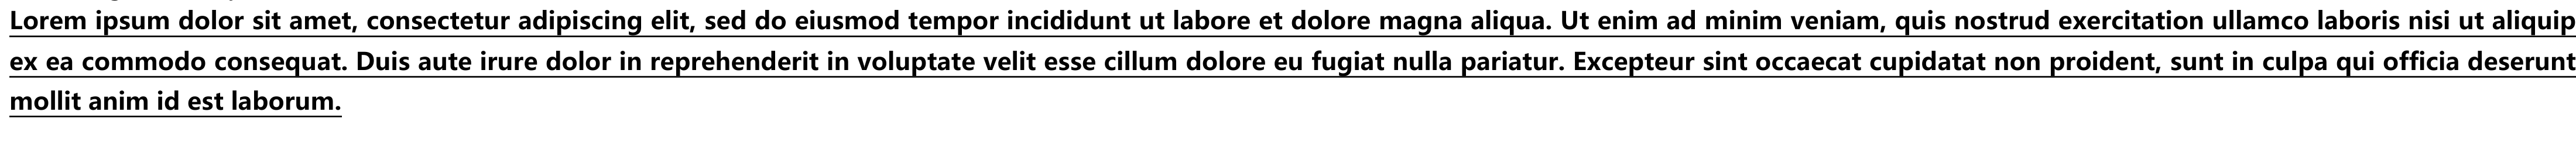 Lorem ipsum dolor sit amet, consectetur adipiscing elit, sed do eiusmod tempor incididunt ut labore et dolore magna aliqua. Ut enim ad minim veniam, quis nostrud exercitation ullamco laboris nisi ut aliquip
ex ea commodo consequat. Duis aute irure dolor in reprehenderit in voluptate velit esse cillum dolore eu fugiat nulla pariatur. Excepteur sint occaecat cupidatat non proident, sunt in culpa qui officia deserunt
mollit anim id est laborum.